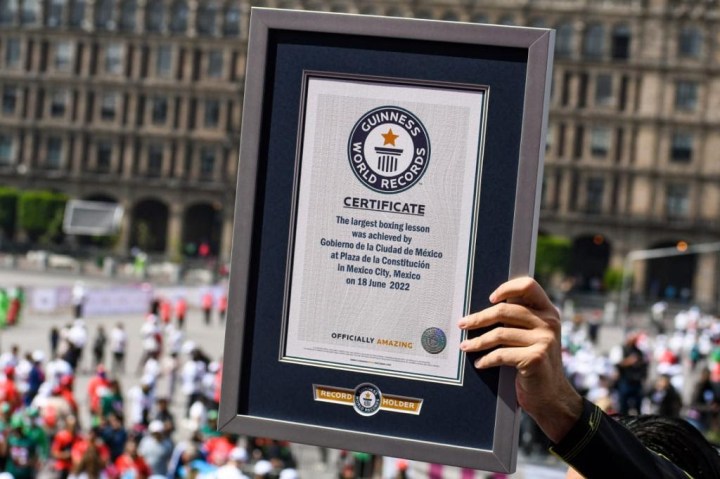 GUINNESS
WORLD RECORDS
CERTIFICATE
The largest boxing lesson
was achieved by
Gobierno de la Ciudad de México
at Plaza de la Constitución
in Mexico City, Mexico
on 18 June 2022
OFFICIALLY AMAZING
RECORD HOLDER